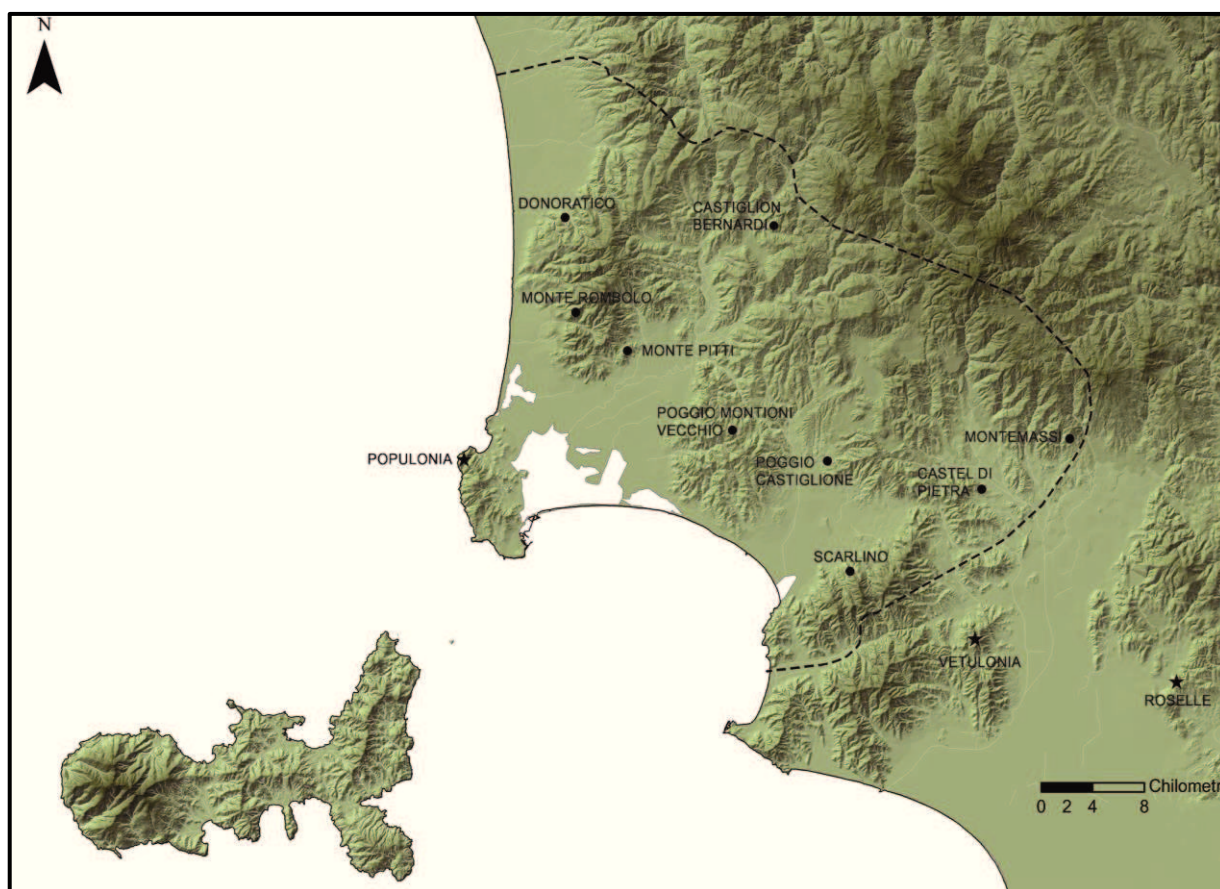 N
DONORATICO
CASTIGLION
BERNARDI
MONTE ROMBOLO
MONTE PITTI
POGGIO MONTIONI
VECCHIO
MONTEMASSI
POPULONIA
POGGIO
CASTIGLIONE
CASTEL DI
PIETRA
SCARLINO
VETULONIA
ROSELLE
Chilometri
0 2 4 8